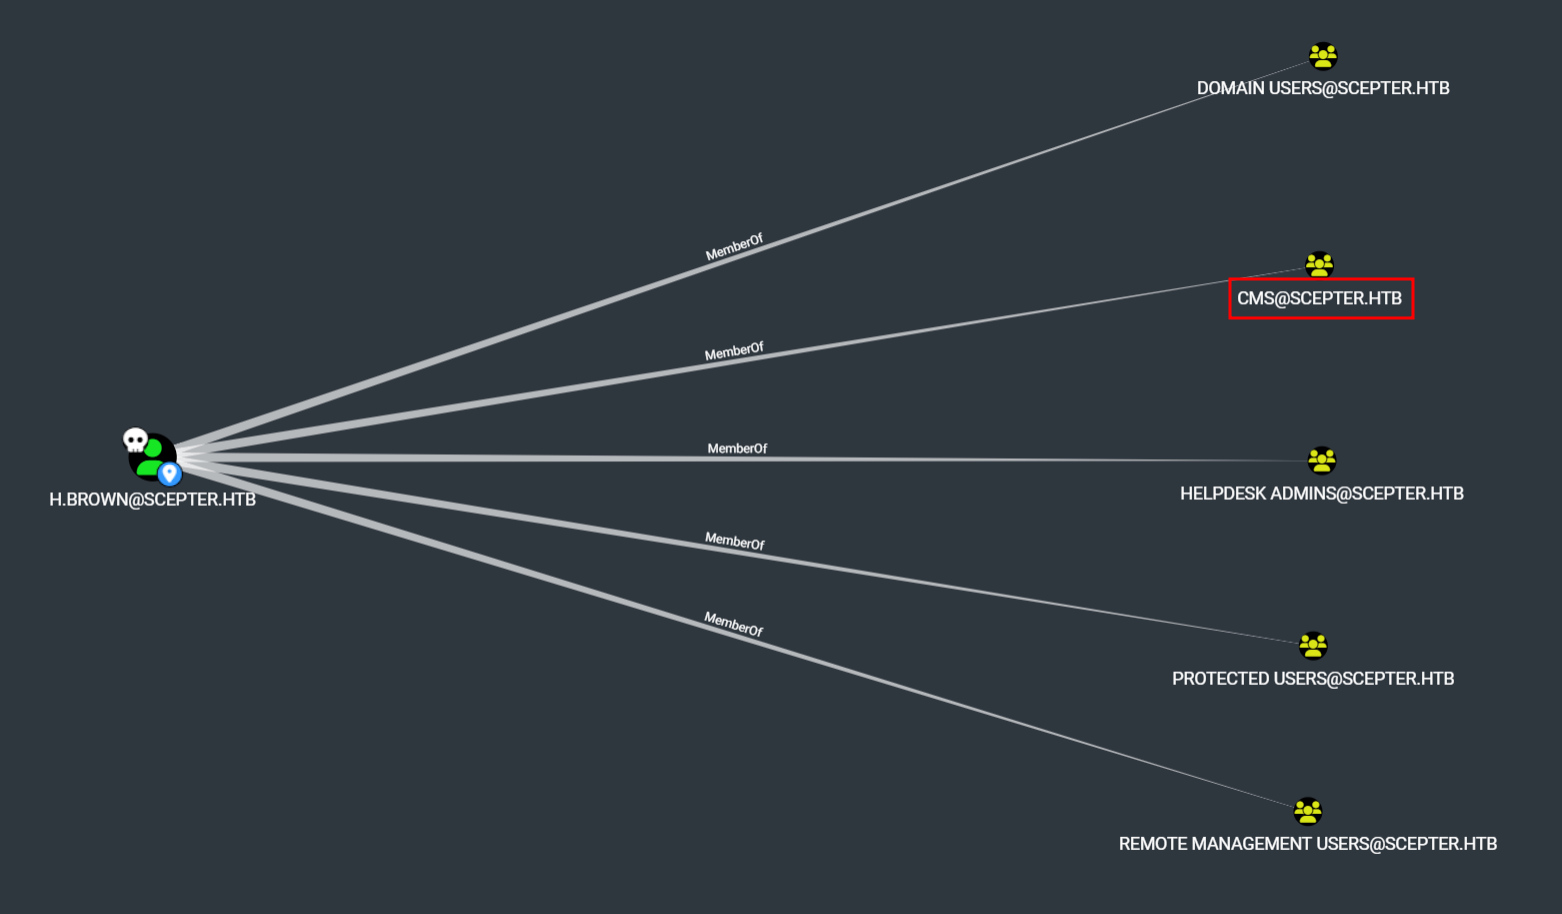 DOMAIN USERS@SCEPTER.HTB
MemberOf
CMS@SCEPTER.HTB
MemberOf
MemberOf
HELPDESK ADMINS@SCEPTER.HTB
H.BROWN@SCEPTER.HTB
MemberOf
MemberOf
PROTECTED USERS@SCEPTER.HTB
REMOTE MANAGEMENT USERS@SCEPTER.HTB